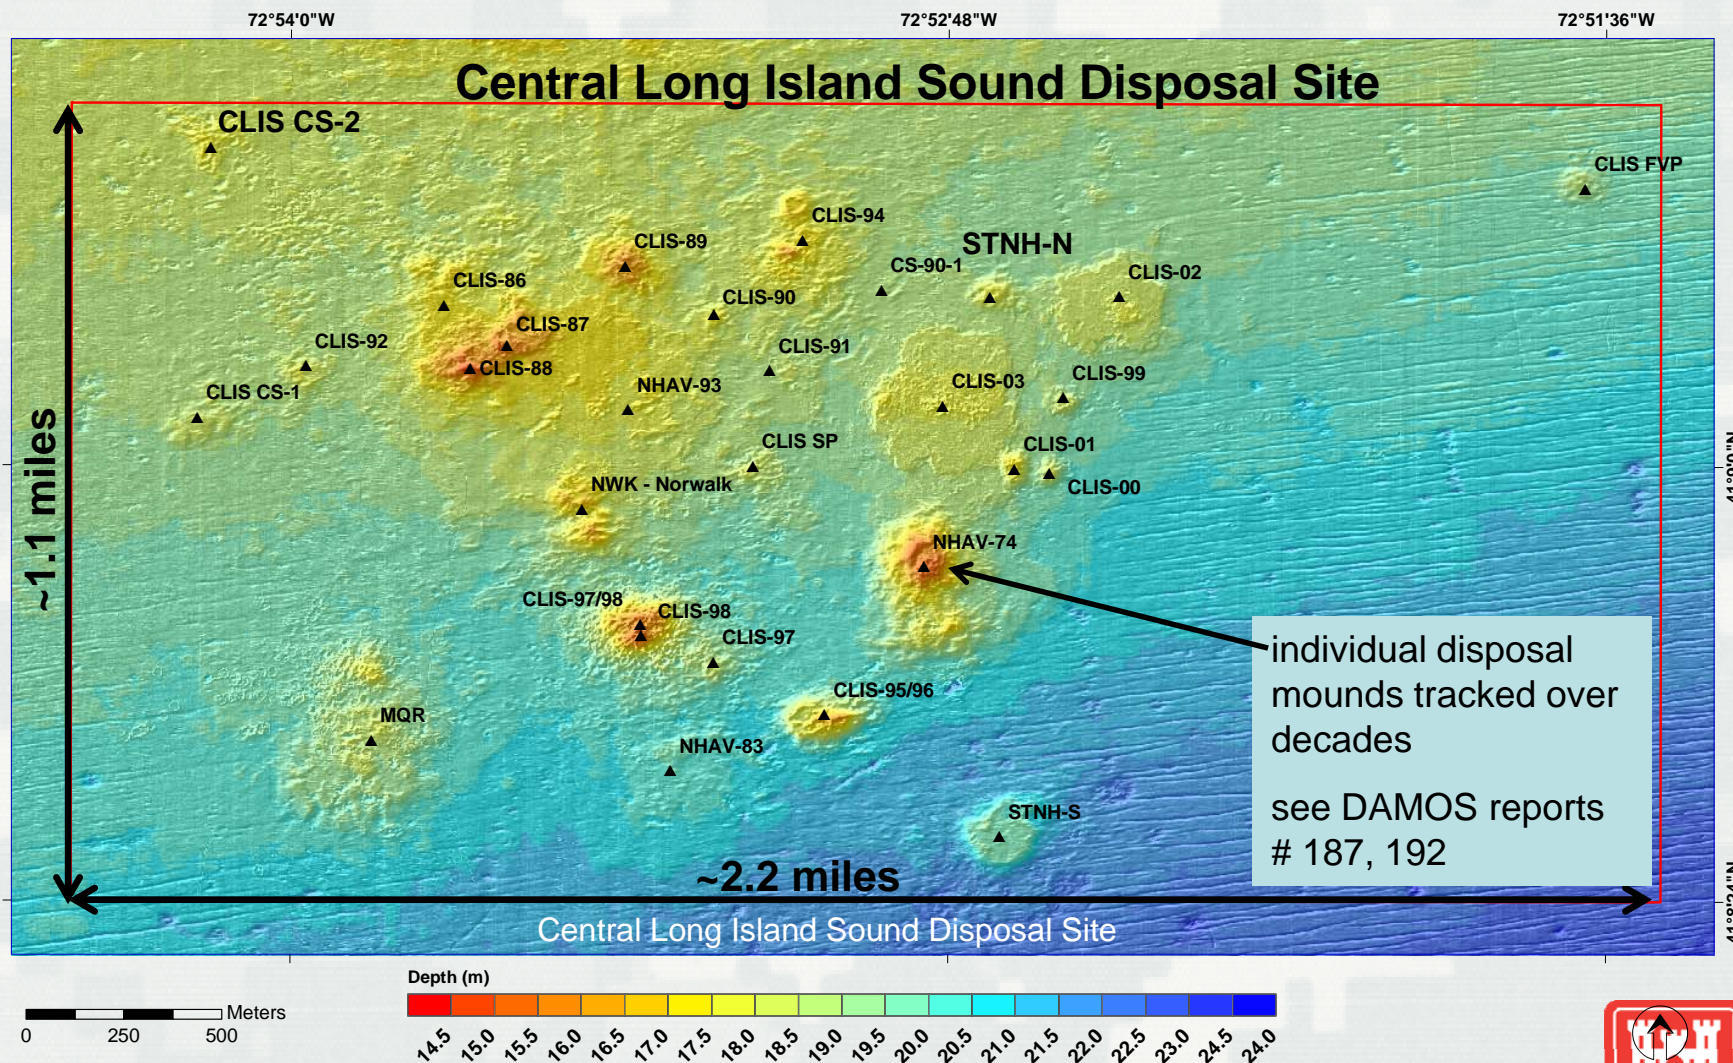 72°54'0"W
72°52'48"W
72°51'36"W
Central Long Island Sound Disposal Site
CLIS CS-2
CLIS FVP
CLIS-94
CLIS-89
STNH-N
CS-90-1
CLIS-02
CLIS-86
CLIS-90
CLIS-87
CLIS-92
CLIS-91
CLIS-88
CLIS-99
CLIS-03
NHAV-93
CLIS CS-1
CLIS SP
CLIS-01
~1.1 miles
41°9'0"N
NWK - Norwalk
CLIS-00
NHAV-74
CLIS-97/98
CLIS-98
CLIS-97
individual disposal
mounds tracked over
decades
CLIS-95/96
MQR
NHAV-83
see DAMOS reports
# 187, 192
STNH-S
~2.2 miles
41°8'24"N
Central Long Island Sound Disposal Site
Depth (m)
Meters
0 250 500
14.5 15.0 15.5 16.0 16.5 17.0 17.5 18.0 18.5 19.0 19.5 20.0 20.5 21.0 21.5 22.0 22.5 23.0 24.5 24.0